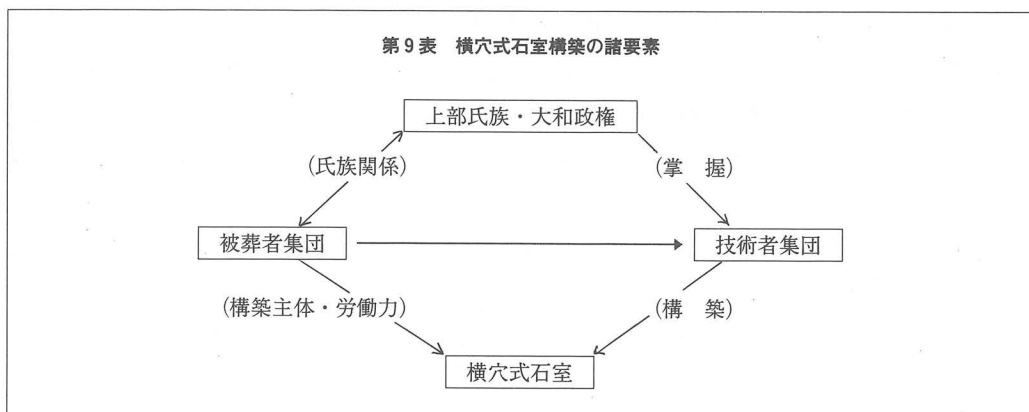 第9表 横穴式石室構築の諸要素
上部氏族・大和政権
(氏族関係)
(掌 握)
被葬者集団
技術者集団
(構築主体・労働力)
(構 築)
横穴式石室